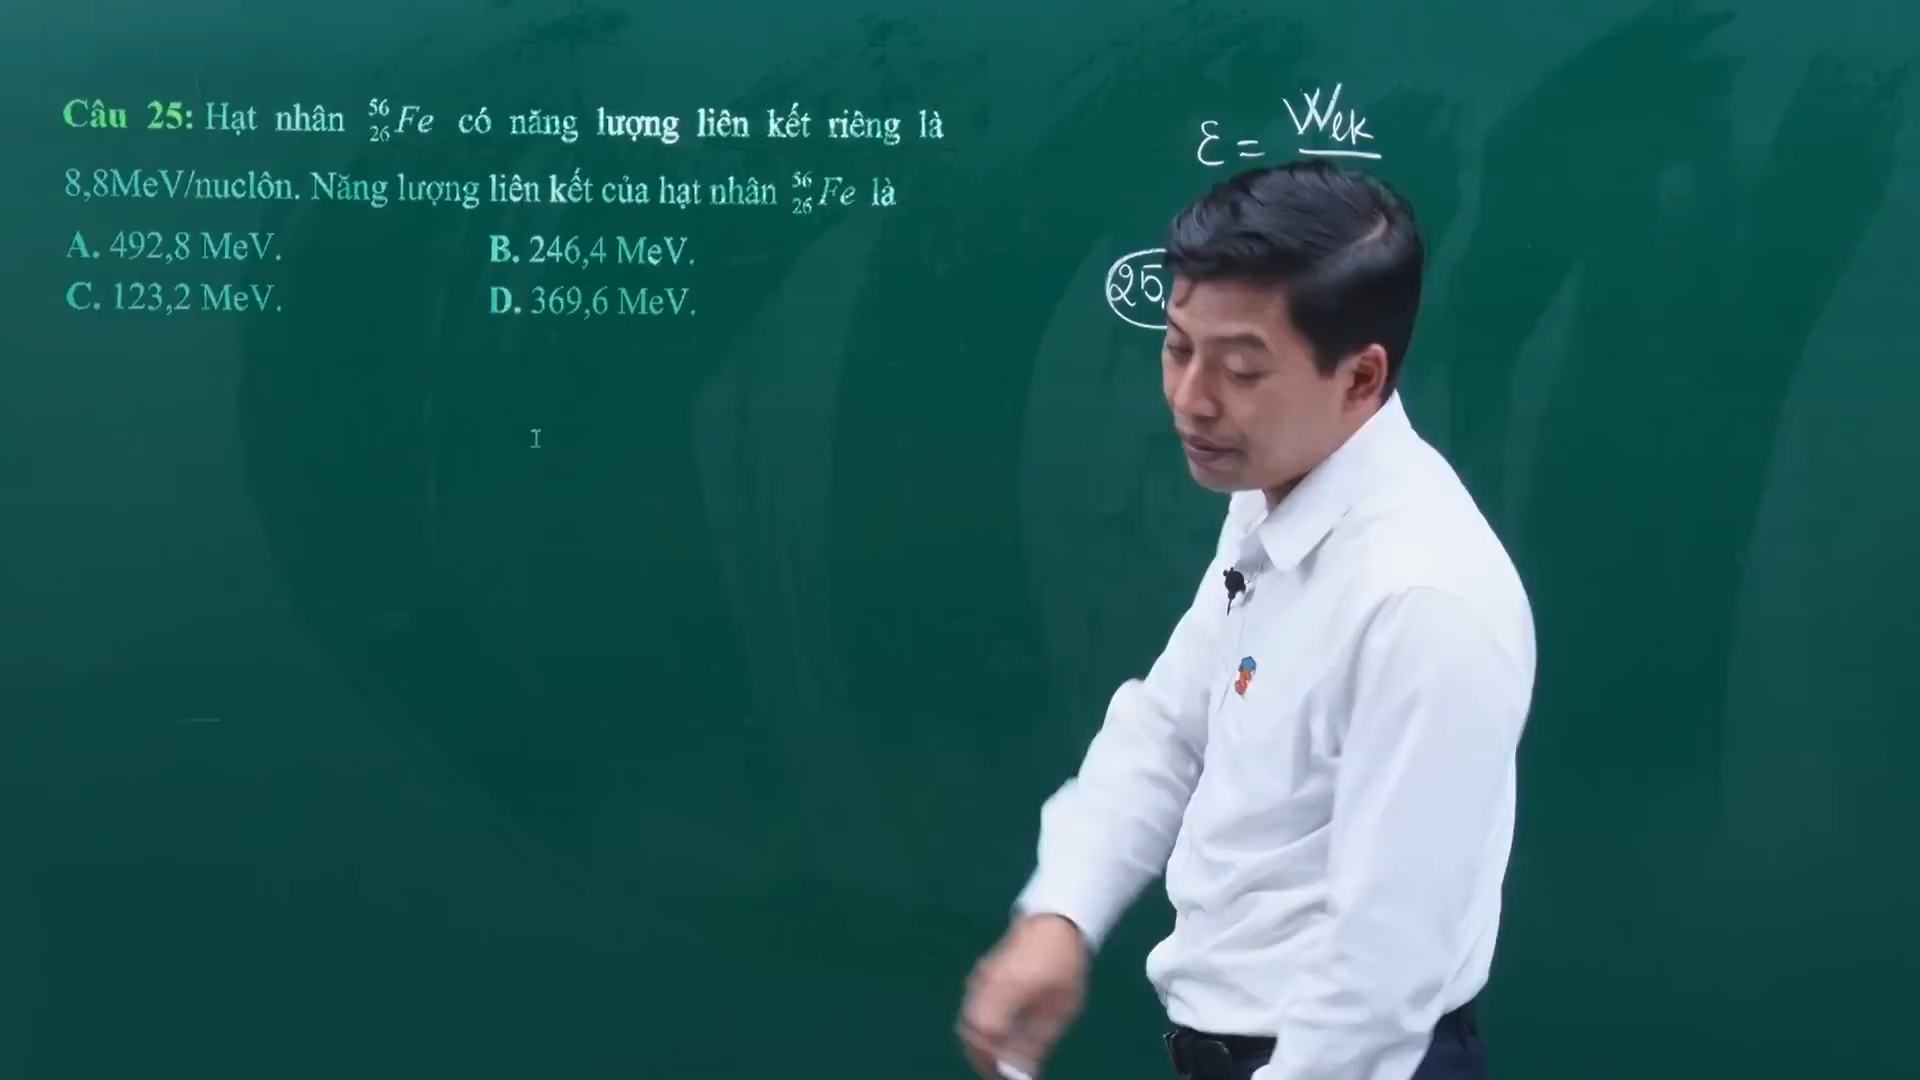 Câu 25: Hạt nhân ⁵⁶₂₆Fe có năng lượng liên kết riêng là
8,8MeV/nuclôn. Năng lượng liên kết của hạt nhân ⁵⁶₂₆Fe là
A. 492,8 MeV. B. 246,4 MeV.
C. 123,2 MeV. D. 369,6 MeV.
ε = Wℓk
25.